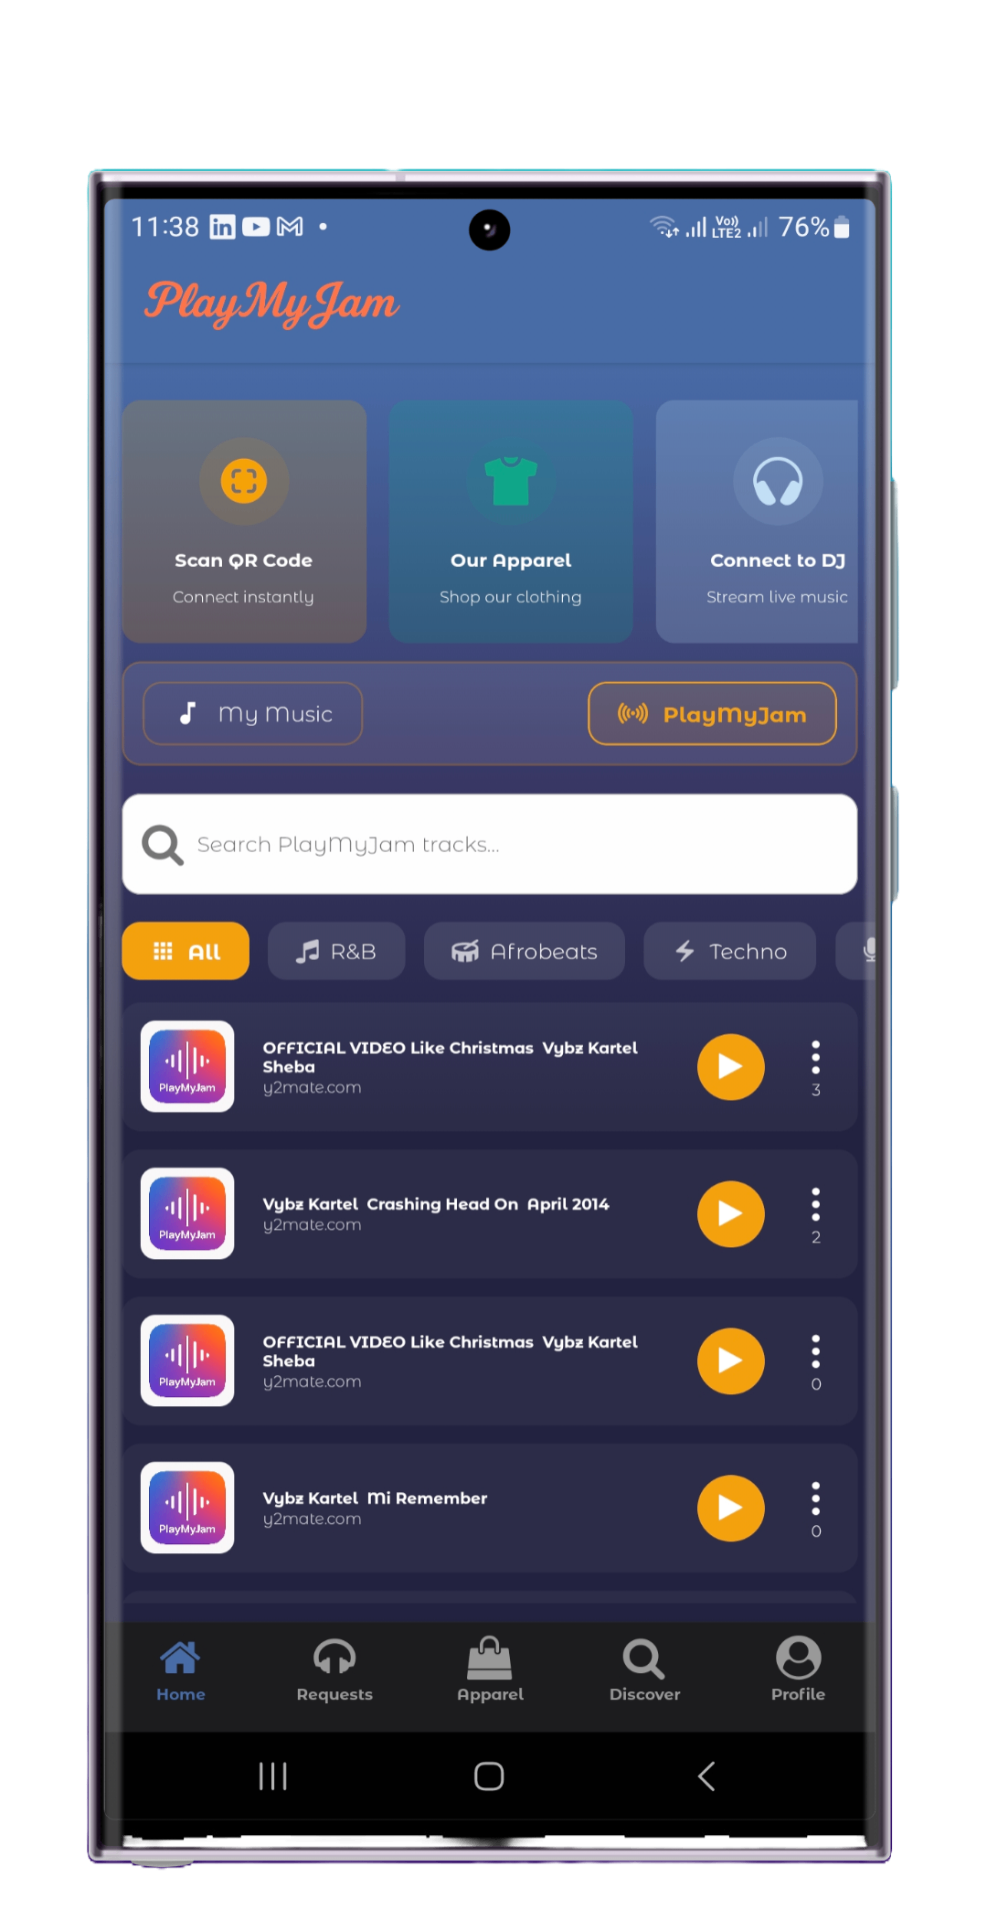 11:38
Vo))
LTE2
76%
PlayMyJam
Scan QR Code
Connect instantly
Our Apparel
Shop our clothing
Connect to DJ
Stream live music
My Music
PlayMyJam
Search PlayMyJam tracks...
All
R&B
Afrobeats
Techno
PlayMyJam
OFFICIAL VIDEO Like Christmas Vybz Kartel
Sheba
y2mate.com
3
PlayMyJam
Vybz Kartel Crashing Head On April 2014
y2mate.com
2
PlayMyJam
OFFICIAL VIDEO Like Christmas Vybz Kartel
Sheba
y2mate.com
0
PlayMyJam
Vybz Kartel Mi Remember
y2mate.com
0
Home
Requests
Apparel
Discover
Profile